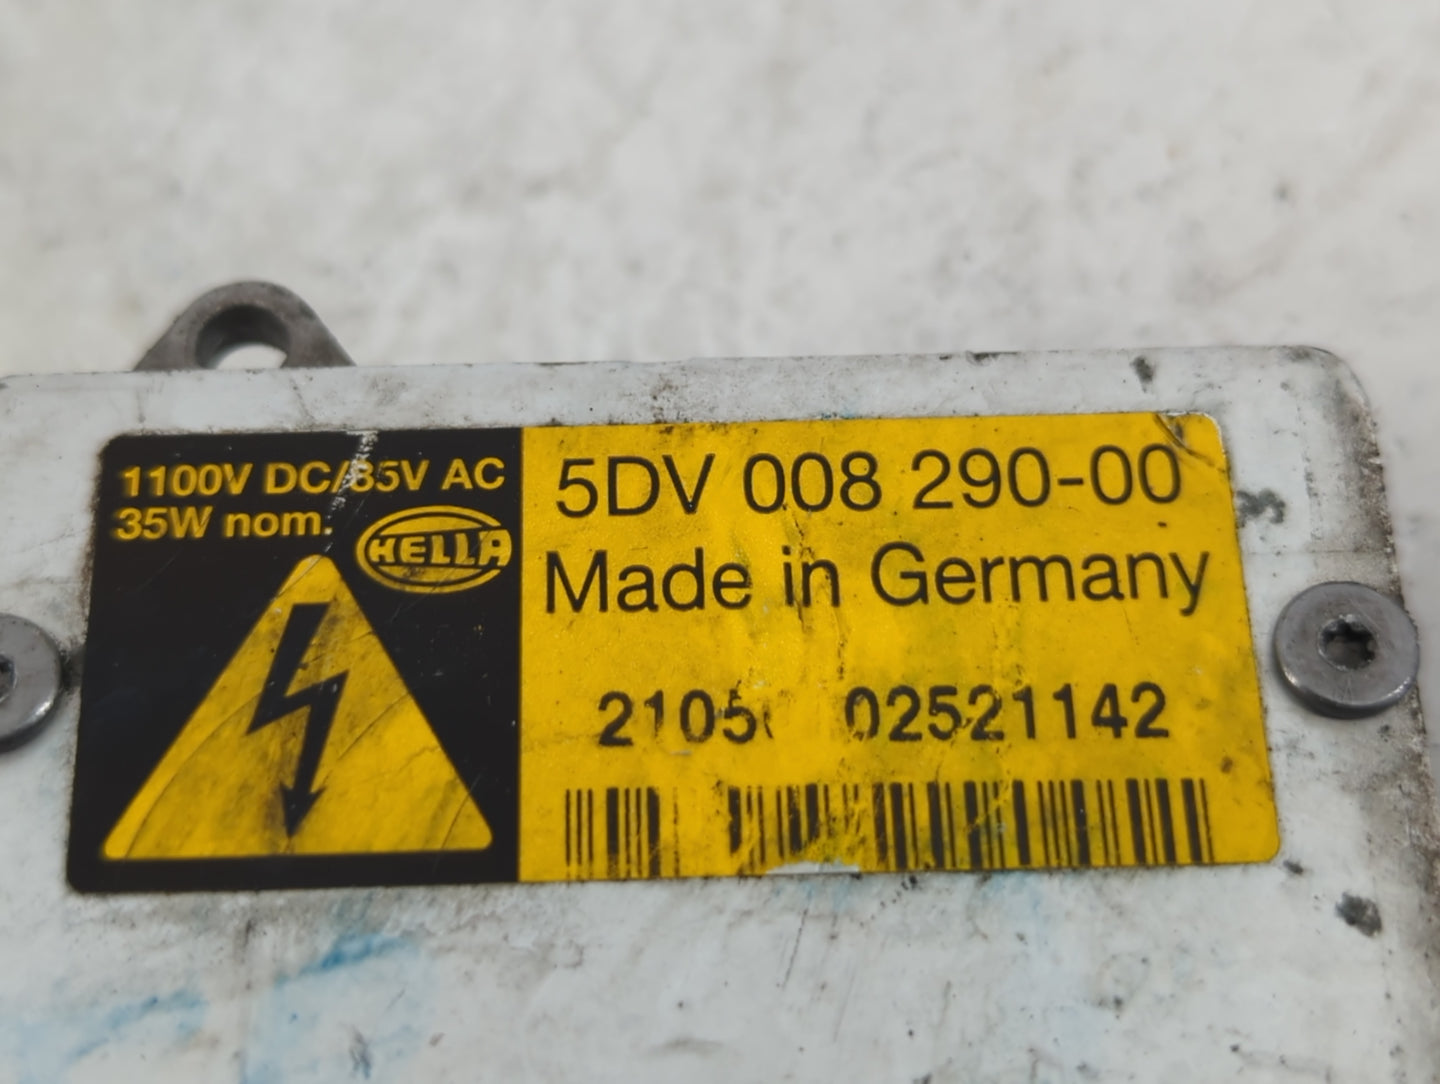 1100V DC/85V AC
35W nom.
HELLA
5DV 008 290-00
Made in Germany
02521142